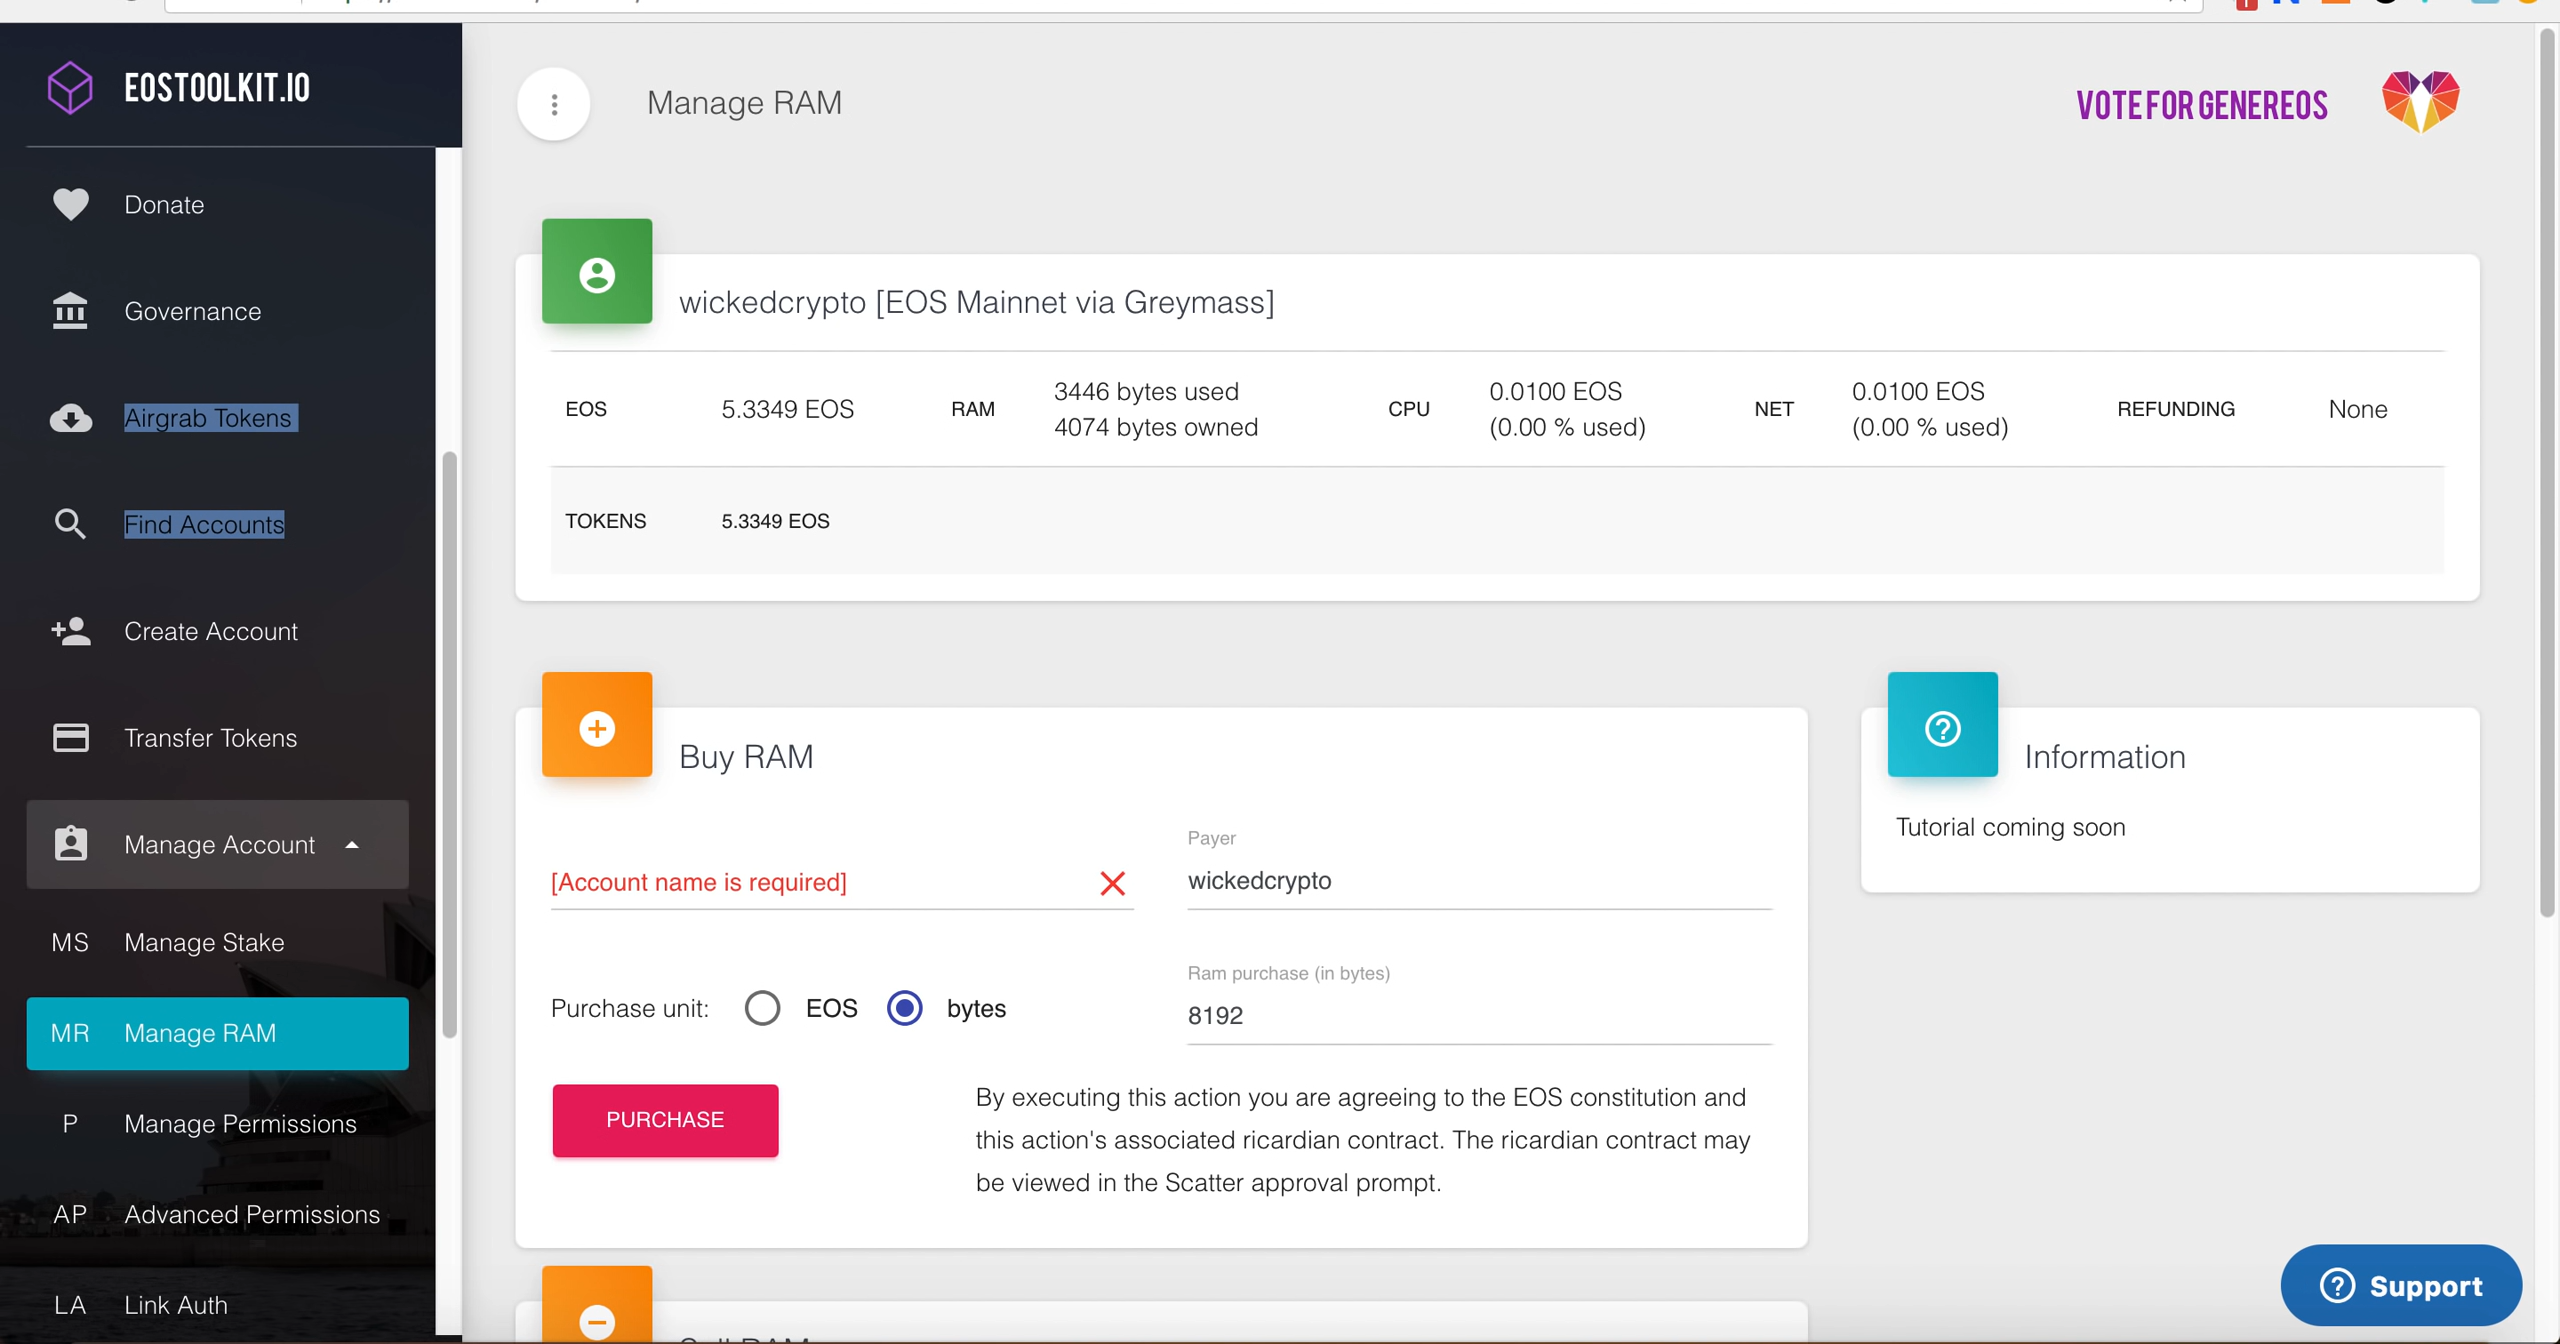 EOSTOOLKIT.IO
Donate
Governance
Airgrab Tokens
Find Accounts
Create Account
Transfer Tokens
Manage Account
MS Manage Stake
MR Manage RAM
P Manage Permissions
AP Advanced Permissions
LA Link Auth
Manage RAM
VOTE FOR GENEREOS
wickedcrypto [EOS Mainnet via Greymass]
EOS 5.3349 EOS RAM 3446 bytes used 4074 bytes owned CPU 0.0100 EOS (0.00 % used) NET 0.0100 EOS (0.00 % used) REFUNDING None
TOKENS 5.3349 EOS
Buy RAM
[Account name is required]
Payer
wickedcrypto
Purchase unit: EOS bytes
Ram purchase (in bytes)
8192
PURCHASE
By executing this action you are agreeing to the EOS constitution and
this action's associated ricardian contract. The ricardian contract may
be viewed in the Scatter approval prompt.
Information
Tutorial coming soon
Support